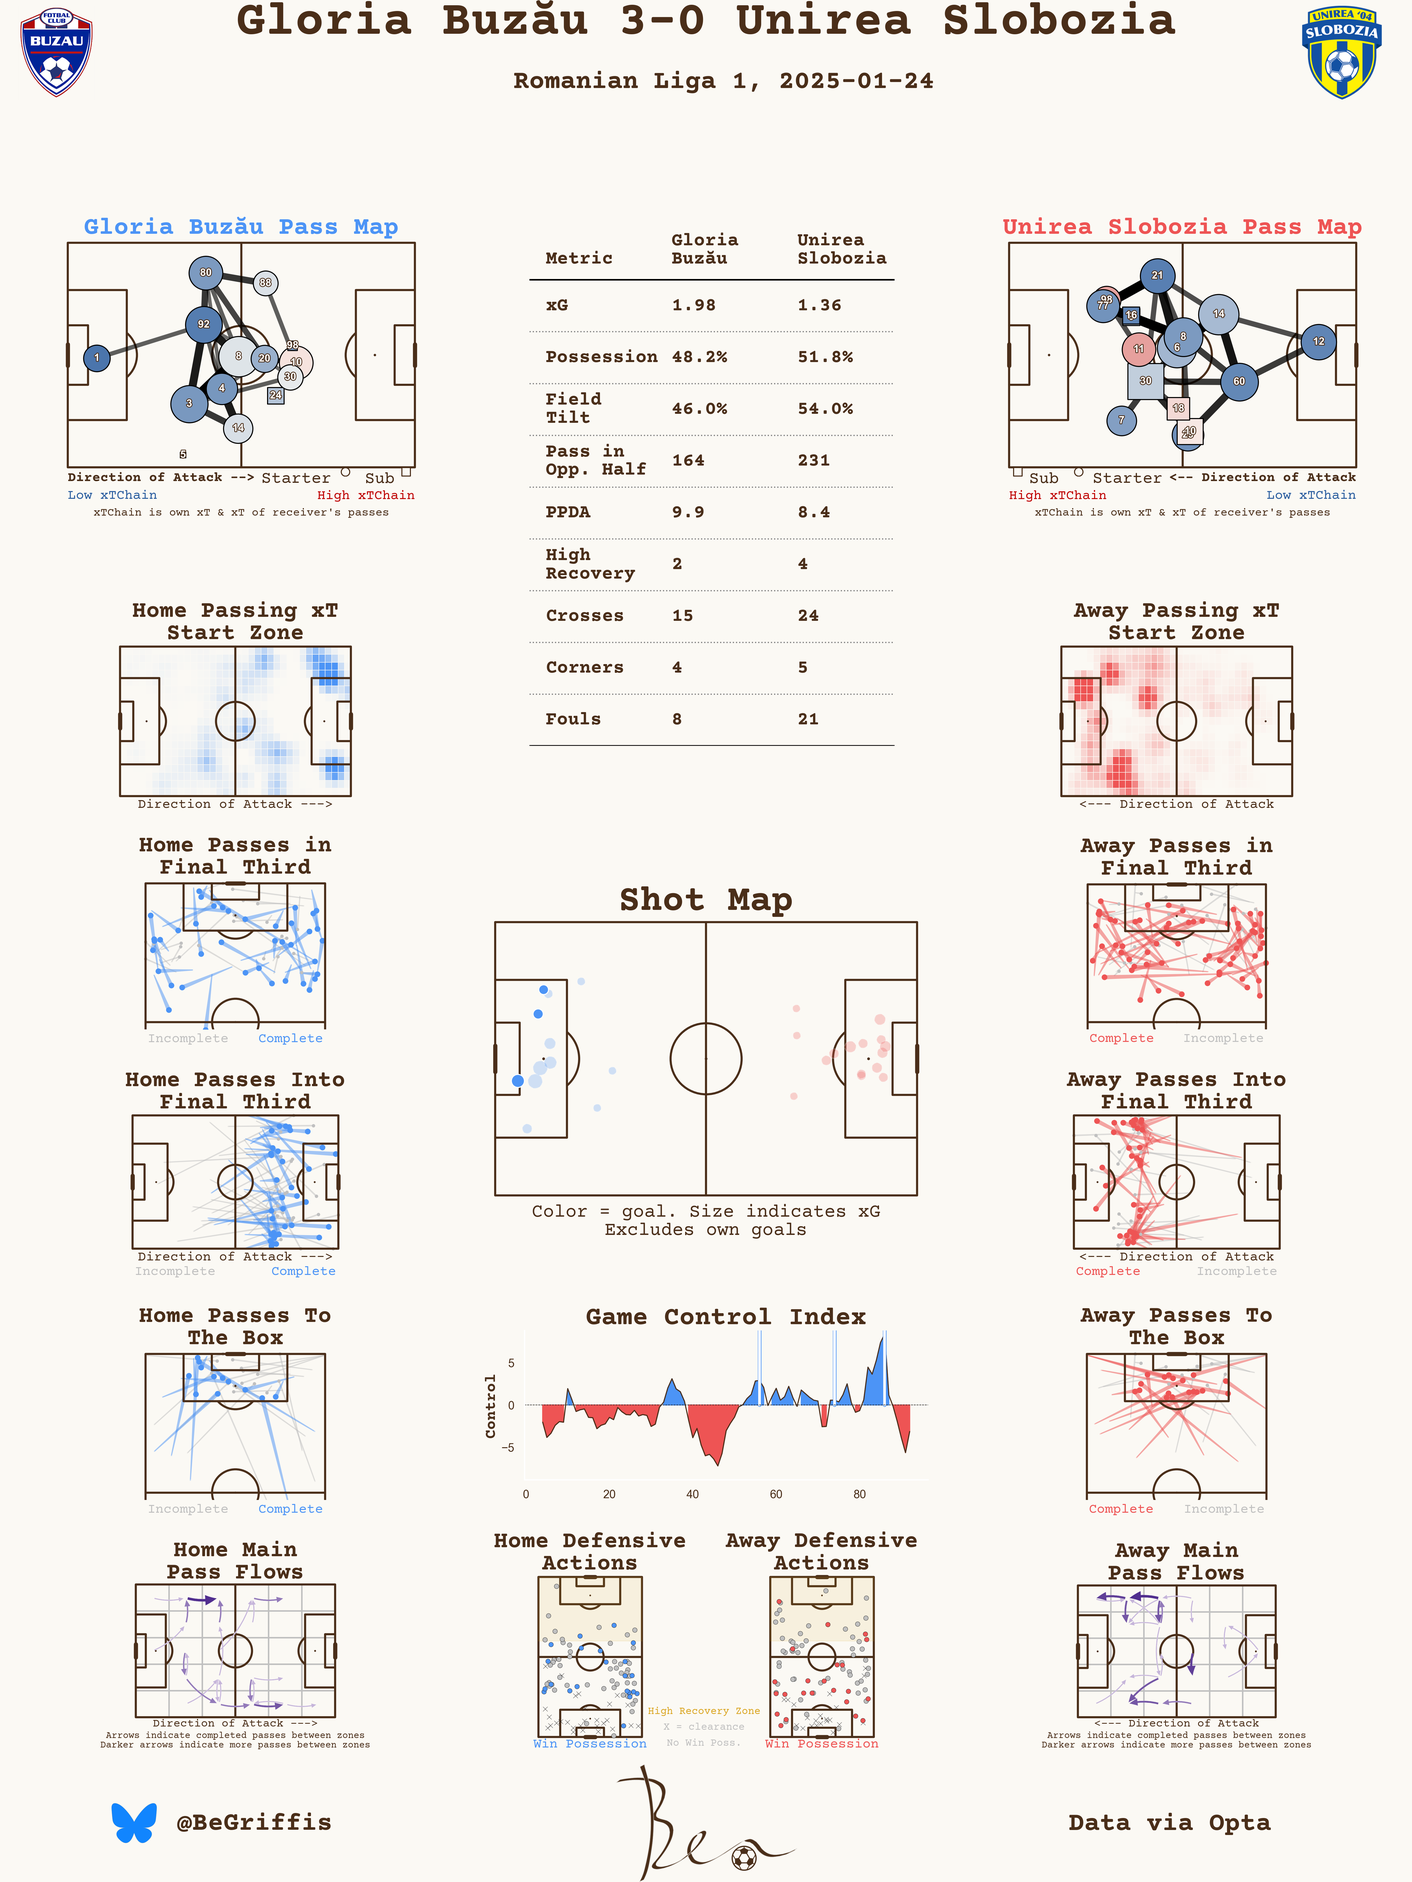 Gloria Buzău 3-0 Unirea Slobozia
Romanian Liga 1, 2025-01-24
FOTBAL
CLUB
BUZAU
UNIREA '04
SLOBOZIA
Gloria Buzău Pass Map
80
88
92
1
8
20
98
10
30
4
24
3
14
5
Direction of Attack --> Starter Sub
Low xTChain High xTChain
xTChain is own xT & xT of receiver's passes
Metric Gloria Buzău Unirea Slobozia
xG 1.98 1.36
Possession 48.2% 51.8%
Field Tilt 46.0% 54.0%
Pass in Opp. Half 164 231
PPDA 9.9 8.4
High Recovery 2 4
Crosses 15 24
Corners 4 5
Fouls 8 21
Unirea Slobozia Pass Map
21
98
77
16
14
8
6
11
12
30
60
18
7
10
Sub Starter <-- Direction of Attack
High xTChain Low xTChain
xTChain is own xT & xT of receiver's passes
Home Passing xT
Start Zone
Direction of Attack --->
Away Passing xT
Start Zone
<--- Direction of Attack
Home Passes in
Final Third
Incomplete Complete
Away Passes in
Final Third
Complete Incomplete
Shot Map
Color = goal. Size indicates xG
Excludes own goals
Home Passes Into
Final Third
Direction of Attack --->
Incomplete Complete
Away Passes Into
Final Third
<--- Direction of Attack
Complete Incomplete
Home Passes To
The Box
Incomplete Complete
Game Control Index
Control
5
0
−5
0 20 40 60 80
Away Passes To
The Box
Complete Incomplete
Home Main
Pass Flows
Direction of Attack --->
Arrows indicate completed passes between zones
Darker arrows indicate more passes between zones
Home Defensive
Actions
Win Possession
Away Defensive
Actions
Win Possession
High Recovery Zone
X = clearance
No Win Poss.
Away Main
Pass Flows
<--- Direction of Attack
Arrows indicate completed passes between zones
Darker arrows indicate more passes between zones
@BeGriffis
Ben
Data via Opta